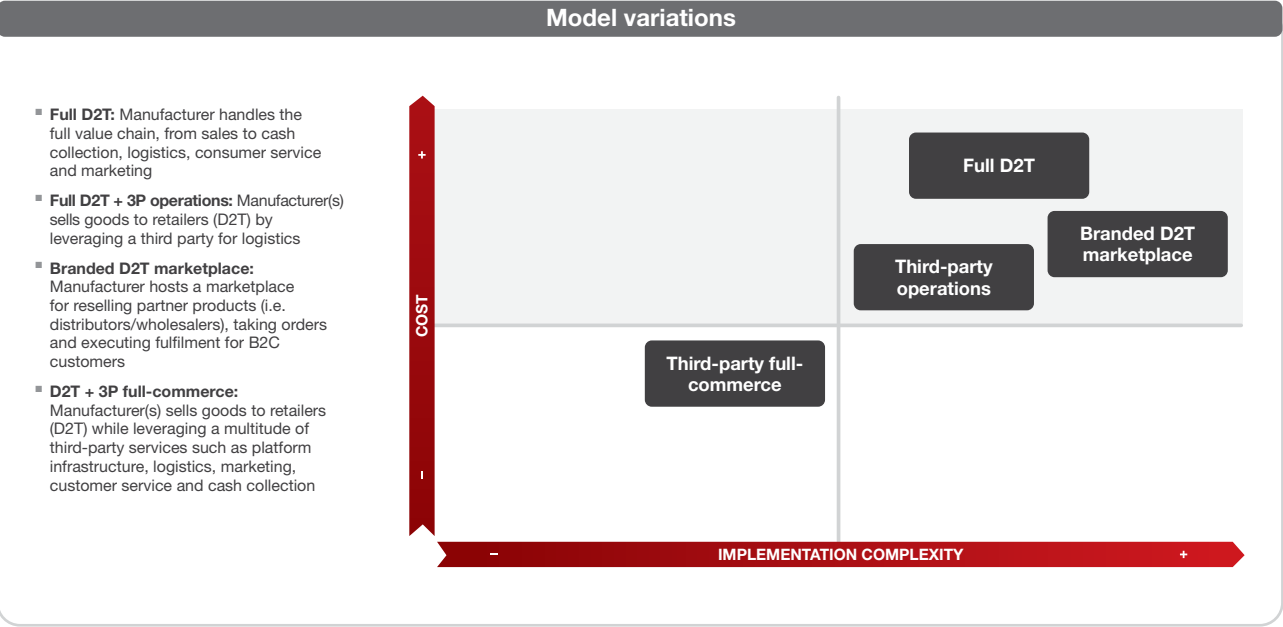 Model variations
▪ Full D2T: Manufacturer handles the
full value chain, from sales to cash
collection, logistics, consumer service
and marketing
▪ Full D2T + 3P operations: Manufacturer(s)
sells goods to retailers (D2T) by
leveraging a third party for logistics
▪ Branded D2T marketplace:
Manufacturer hosts a marketplace
for reselling partner products (i.e.
distributors/wholesalers), taking orders
and executing fulfilment for B2C
customers
▪ D2T + 3P full-commerce:
Manufacturer(s) sells goods to retailers
(D2T) while leveraging a multitude of
third-party services such as platform
infrastructure, logistics, marketing,
customer service and cash collection
+
COST
–
Full D2T
Branded D2T
marketplace
Third-party
operations
Third-party full-
commerce
–
IMPLEMENTATION COMPLEXITY
+